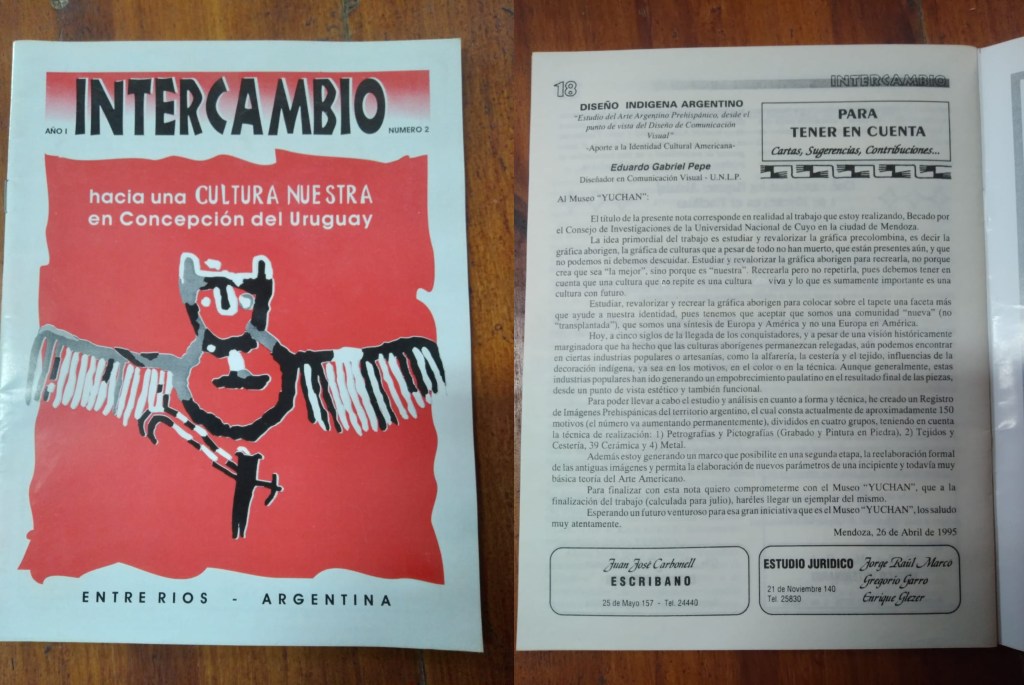 INTERCAMBIO
AÑO I
NUMERO 2
hacia una CULTURA NUESTRA
en Concepción del Uruguay
ENTRE RIOS - ARGENTINA
18
INTERCAMBIO
DISEÑO INDIGENA ARGENTINO
"Estudio del Arte Argentino Prehispánico, desde el
punto de vista del Diseño de Comunicación
Visual"
-Aporte a la Identidad Cultural Americana-
Eduardo Gabriel Pepe
Diseñador en Comunicación Visual - U.N.L.P.
PARA
TENER EN CUENTA
Cartas, Sugerencias, Contribuciones...
Al Museo "YUCHAN":
El título de la presente nota corresponde en realidad al trabajo que estoy realizando, Becado por
el Consejo de Investigaciones de la Universidad Nacional de Cuyo en la ciudad de Mendoza.
La idea primordial del trabajo es estudiar y revalorizar la gráfica precolombina, es decir la
gráfica aborigen, la gráfica de culturas que a pesar de todo no han muerto, que están presentes aún, y que
no podemos ni debemos descuidar. Estudiar y revalorizar la gráfica aborigen para recrearla, no porque
crea que sea "la mejor", sino porque es "nuestra". Recrearla pero no repetirla, pues debemos tener en
cuenta que una cultura que no repite es una cultura viva y lo que es sumamente importante es una
cultura con futuro.
Estudiar, revalorizar y recrear la gráfica aborigen para colocar sobre el tapete una faceta más
que ayude a nuestra identidad, pues tenemos que aceptar que somos una comunidad "nueva" (no
"transplantada"), que somos una síntesis de Europa y América y no una Europa en América.
Hoy, a cinco siglos de la llegada de los conquistadores, y a pesar de una visión históricamente
marginadora que ha hecho que las culturas aborígenes permanezcan relegadas, aún podemos encontrar
en ciertas industrias populares o artesanías, como la alfarería, la cestería y el tejido, influencias de la
decoración indígena, ya sea en los motivos, en el color o en la técnica. Aunque generalmente, estas
industrias populares han ido generando un empobrecimiento paulatino en el resultado final de las piezas,
desde un punto de vista estético y también funcional.
Para poder llevar a cabo el estudio y análisis en cuanto a forma y técnica, he creado un Registro
de Imágenes Prehispánicas del territorio argentino, el cual consta actualmente de aproximadamente 150
motivos (el número va aumentando permanentemente), divididos en cuatro grupos, teniendo en cuenta
la técnica de realización: 1) Petrografías y Pictografías (Grabado y Pintura en Piedra), 2) Tejidos y
Cestería, 39 Cerámica y 4) Metal.
Además estoy generando un marco que posibilite en una segunda etapa, la reelaboración formal
de las antiguas imágenes y permita la elaboración de nuevos parámetros de una incipiente y todavía muy
básica teoría del Arte Americano.
Para finalizar con esta nota quiero comprometerme con el Museo "YUCHAN", que a la
finalización del trabajo (calculada para julio), haréles llegar un ejemplar del mismo.
Esperando un futuro venturoso para esa gran iniciativa que es el Museo "YUCHAN", los saludo
muy atentamente.
Mendoza, 26 de Abril de 1995
Juan José Carbonell
ESCRIBANO
25 de Mayo 157 - Tel. 24440
ESTUDIO JURIDICO
21 de Noviembre 140
Tel. 25830
Jorge Raúl Marcó
Gregorio Garro
Enrique Glezer